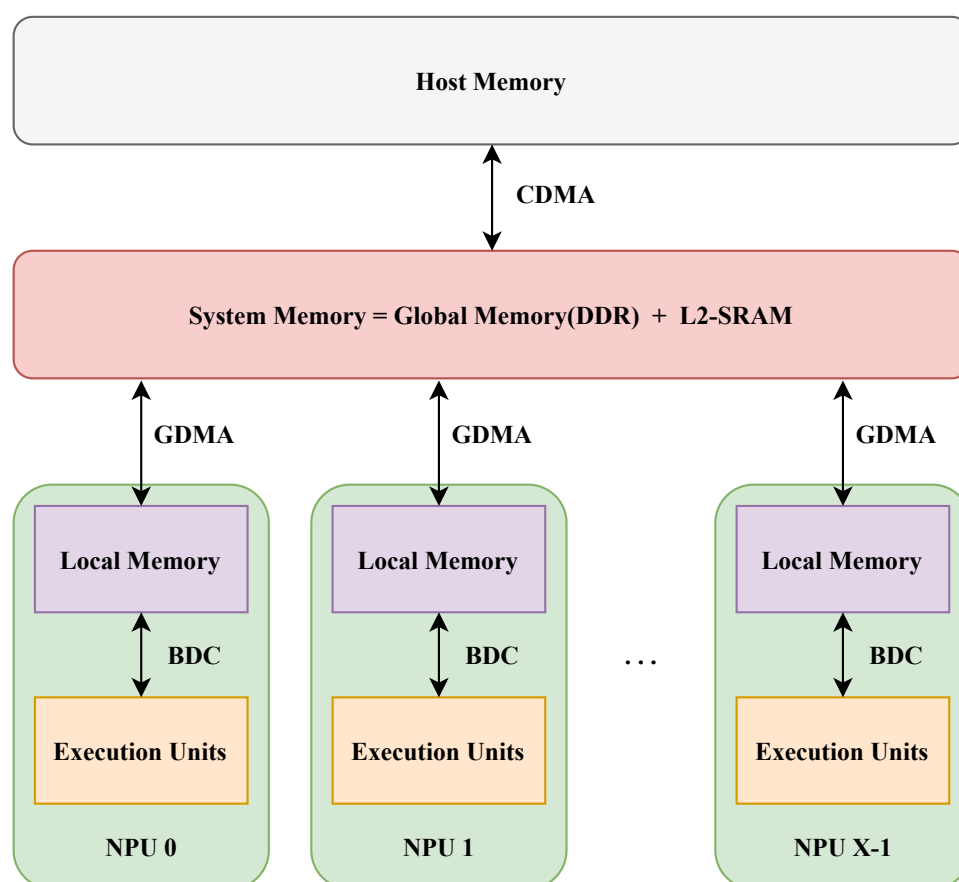 Host Memory
CDMA
System Memory = Global Memory(DDR) + L2-SRAM
GDMA GDMA GDMA
Local Memory Local Memory Local Memory
BDC BDC ... BDC
Execution Units Execution Units Execution Units
NPU 0 NPU 1 NPU X-1